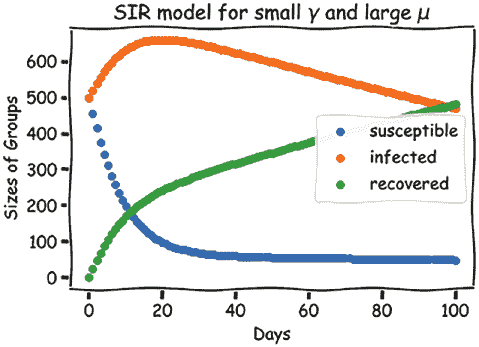 SIR model for small γ and large μ
Sizes of Groups
600
500
400
300
200
100
0
susceptible
infected
recovered
0 20 40 60 80 100
Days